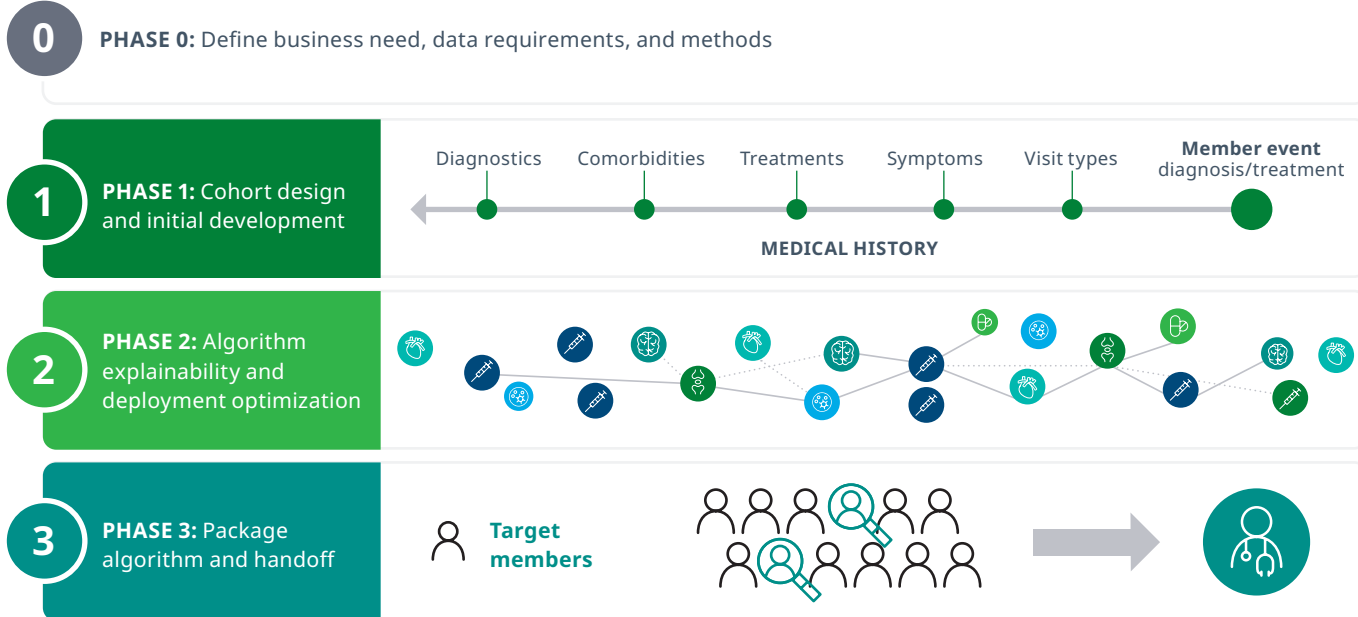 0
PHASE 0: Define business need, data requirements, and methods
1
PHASE 1: Cohort design
and initial development
Diagnostics
Comorbidities
Treatments
Symptoms
Visit types
Member event
diagnosis/treatment
MEDICAL HISTORY
2
PHASE 2: Algorithm
explainability and
deployment optimization
3
PHASE 3: Package
algorithm and handoff
Target
members